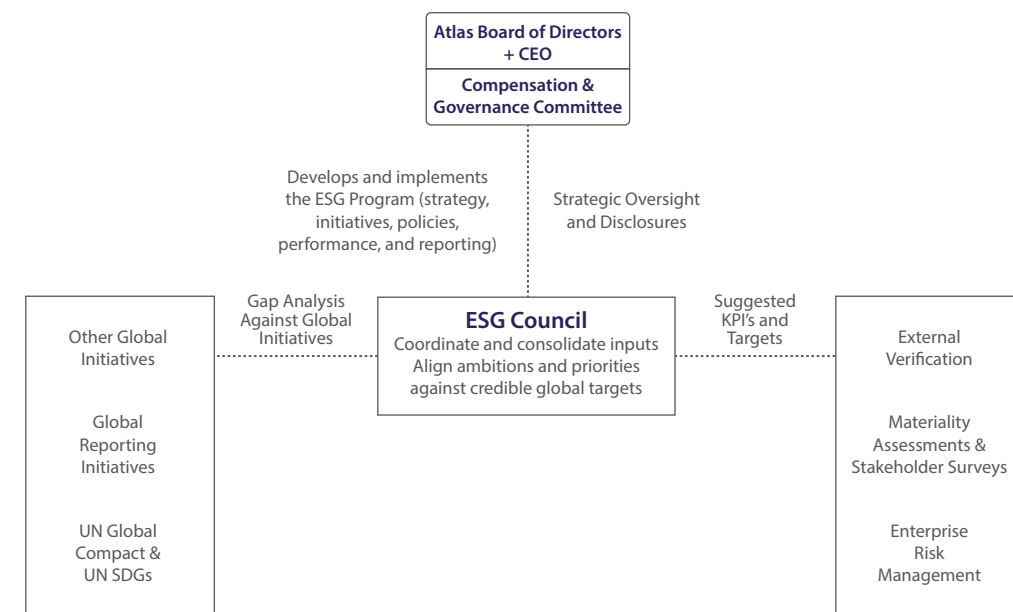 Atlas Board of Directors
+ CEO
Compensation &
Governance Committee
Develops and implements
the ESG Program (strategy,
initiatives, policies,
performance, and reporting)
Strategic Oversight
and Disclosures
Other Global
Initiatives
Global
Reporting
Initiatives
UN Global
Compact &
UN SDGs
Gap Analysis
Against Global
Initiatives
ESG Council
Coordinate and consolidate inputs
Align ambitions and priorities
against credible global targets
Suggested
KPI's and
Targets
External
Verification
Materiality
Assessments &
Stakeholder Surveys
Enterprise
Risk
Management